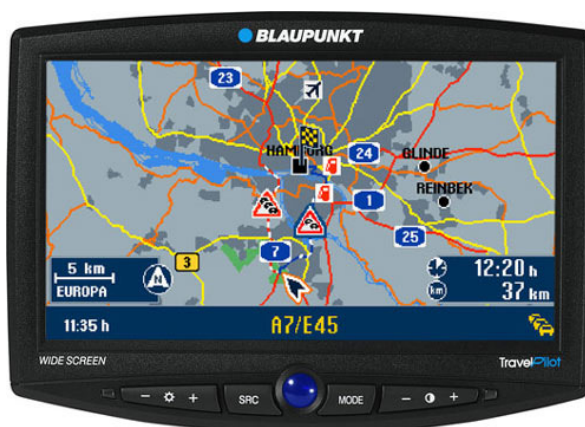 BLAUPUNKT
23
HAMBURG
24
GLINDE
1
REINBEK
25
7
3
5 km
N
EUROPA
12:20 h
km 37 km
11:35 h
A7/E45
WIDE SCREEN
TravelPilot
- +
SRC
MODE
- +